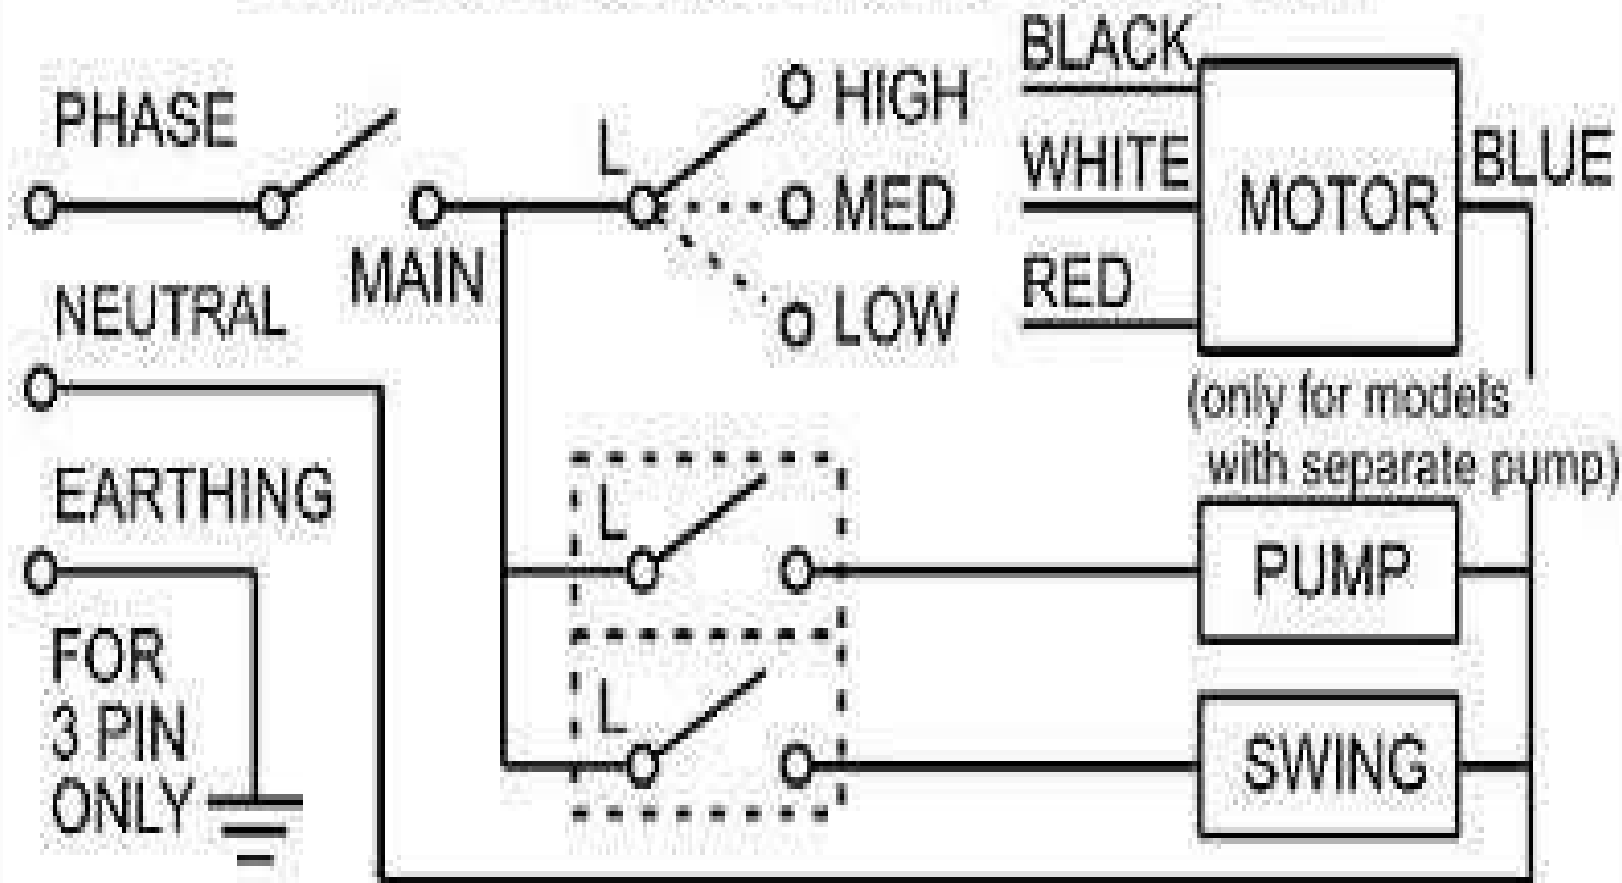 PHASE
L
HIGH
BLACK
MED
WHITE
MOTOR
BLUE
MAIN
NEUTRAL
LOW
RED
(only for models
with separate pump)
EARTHING
L
PUMP
FOR
3 PIN
ONLY
L
SWING